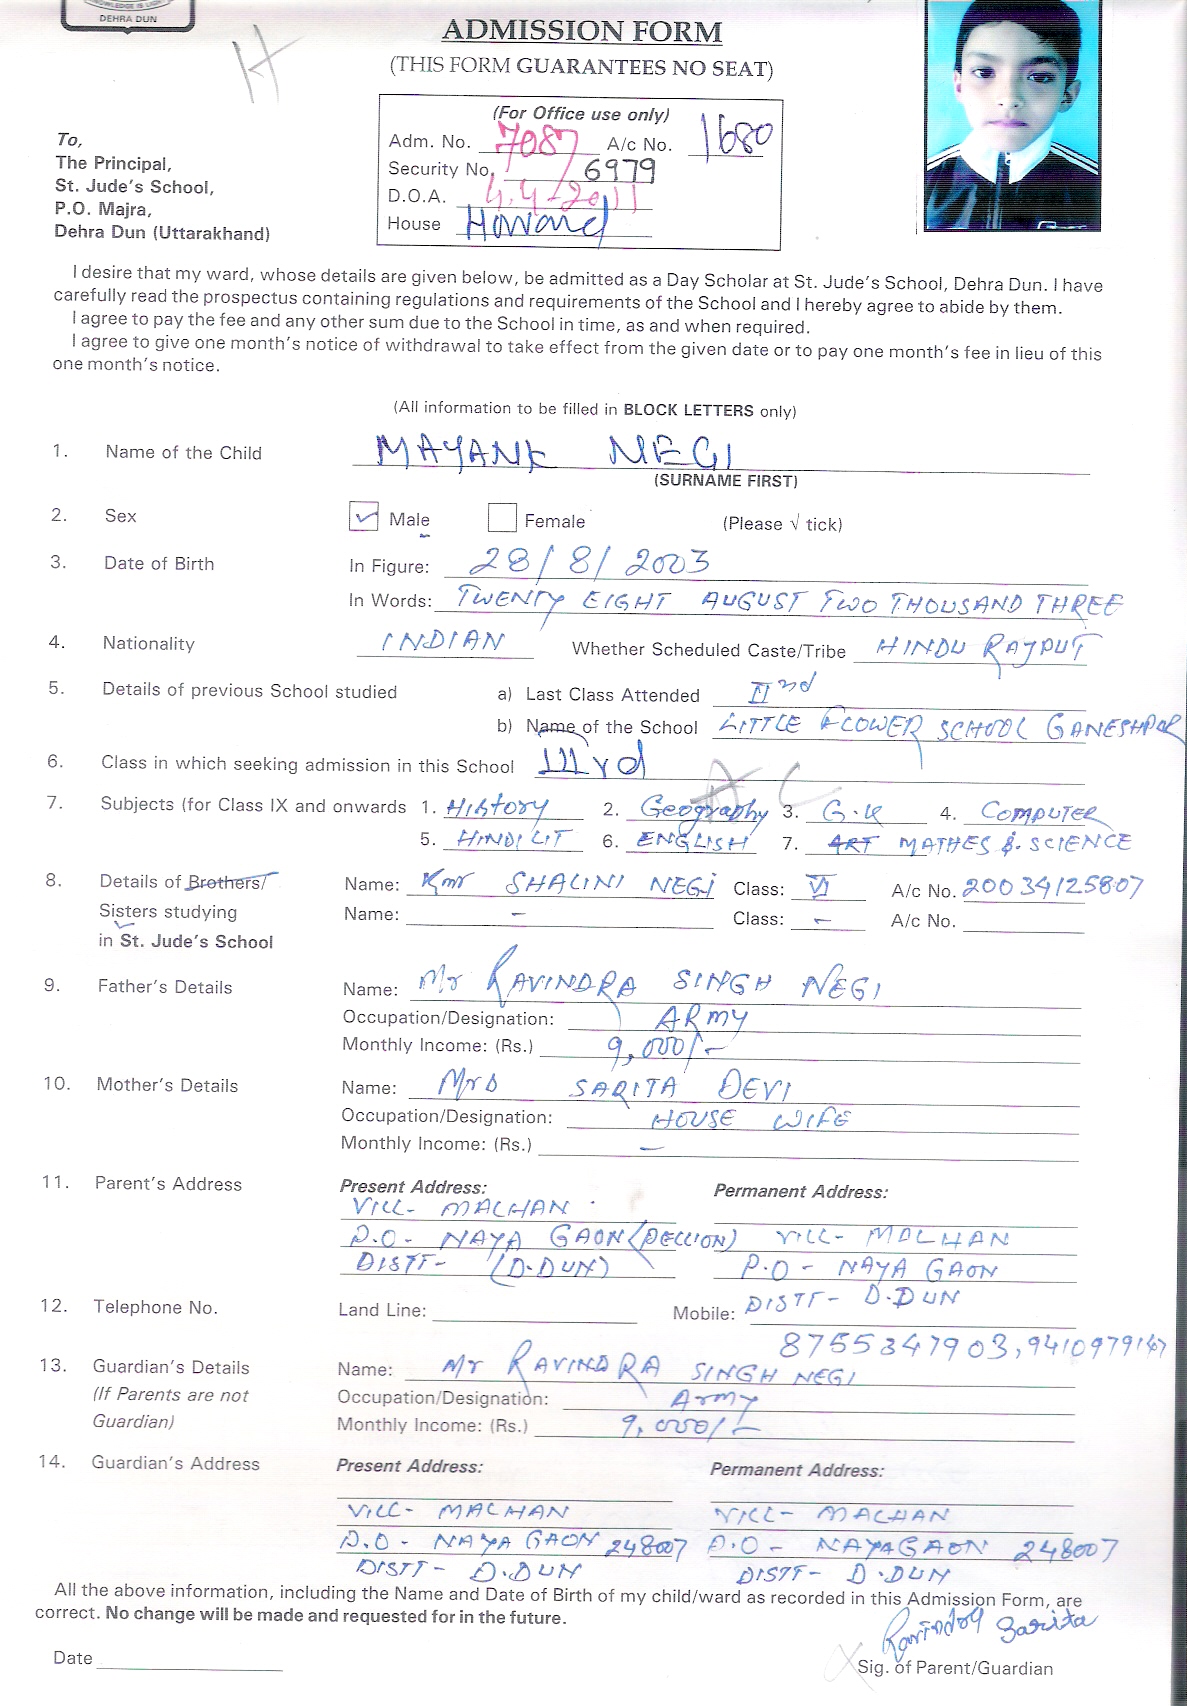 KNOWLEDGE IS LIGHT
DEHRA DUN
ADMISSION FORM
(THIS FORM GUARANTEES NO SEAT)
H
(For Office use only)
Adm. No. 7087 A/c No. 1680
Security No. 6979
D.O.A. 4.4-2011
House Howard
To,
The Principal,
St. Jude's School,
P.O. Majra,
Dehra Dun (Uttarakhand)
I desire that my ward, whose details are given below, be admitted as a Day Scholar at St. Jude's School, Dehra Dun. I have
carefully read the prospectus containing regulations and requirements of the School and I hereby agree to abide by them.
I agree to pay the fee and any other sum due to the School in time, as and when required.
I agree to give one month's notice of withdrawal to take effect from the given date or to pay one month's fee in lieu of this
one month's notice.
(All information to be filled in BLOCK LETTERS only)
1. Name of the Child MAYANK NEGI
(SURNAME FIRST)
2. Sex Male Female (Please √ tick)
3. Date of Birth In Figure: 28/8/2003
In Words: TWENTY EIGHT AUGUST TWO THOUSAND THREE
4. Nationality INDIAN Whether Scheduled Caste/Tribe HINDU RAJPUT
5. Details of previous School studied a) Last Class Attended II nd
b) Name of the School LITTLE FLOWER SCHOOL GANESHPOR
6. Class in which seeking admission in this School III rd
7. Subjects (for Class IX and onwards 1. HISTORY 2. Geography 3. G.K 4. COMPUTER
5. HINDI LIT 6. ENGLISH 7. ART MATHES & SCIENCE
8. Details of Brothers/ Name: Kmr SHALINI NEGI Class: VI A/c No. 20034125807
Sisters studying Name: - Class: - A/c No.
in St. Jude's School
9. Father's Details Name: Mr RAVINDRA SINGH NEGI
Occupation/Designation: ARMY
Monthly Income: (Rs.) 9,000/-
10. Mother's Details Name: Mrs SARITA DEVI
Occupation/Designation: HOUSE WIFE
Monthly Income: (Rs.) -
11. Parent's Address Present Address: Permanent Address:
VILL- MALHAN
P.O- NAYA GAON (PELLION) VILL- MALHAN
DISTT- (D.DUN) P.O- NAYA GAON
DISTT- D.DUN
12. Telephone No. Land Line: Mobile:
8755347903, 9410979147
13. Guardian's Details Name: Mr RAVINDRA SINGH NEGI
(If Parents are not Occupation/Designation: Army
Guardian) Monthly Income: (Rs.) 9,000/-
14. Guardian's Address Present Address: Permanent Address:
VILL- MALHAN VILL- MALHAN
P.O- NAYA GAON 248007 P.O- NAYAGAON 248007
DISTT- D.DUN DISTT- D.DUN
All the above information, including the Name and Date of Birth of my child/ward as recorded in this Admission Form, are
correct. No change will be made and requested for in the future.
Sarita
Date Sig. of Parent/Guardian